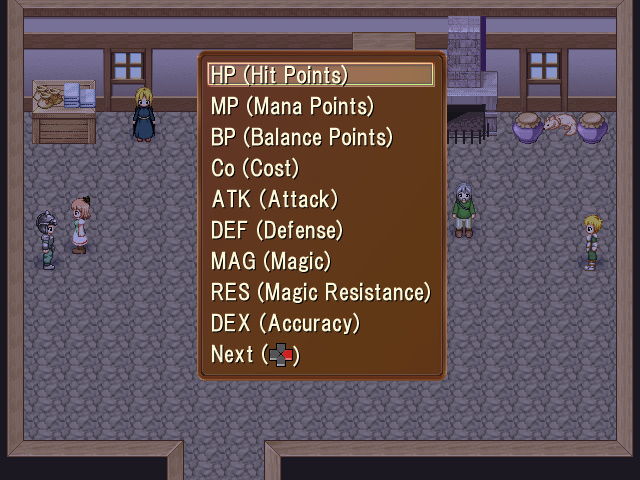 HP (Hit Points)
MP (Mana Points)
BP (Balance Points)
Co (Cost)
ATK (Attack)
DEF (Defense)
MAG (Magic)
RES (Magic Resistance)
DEX (Accuracy)
Next ( )